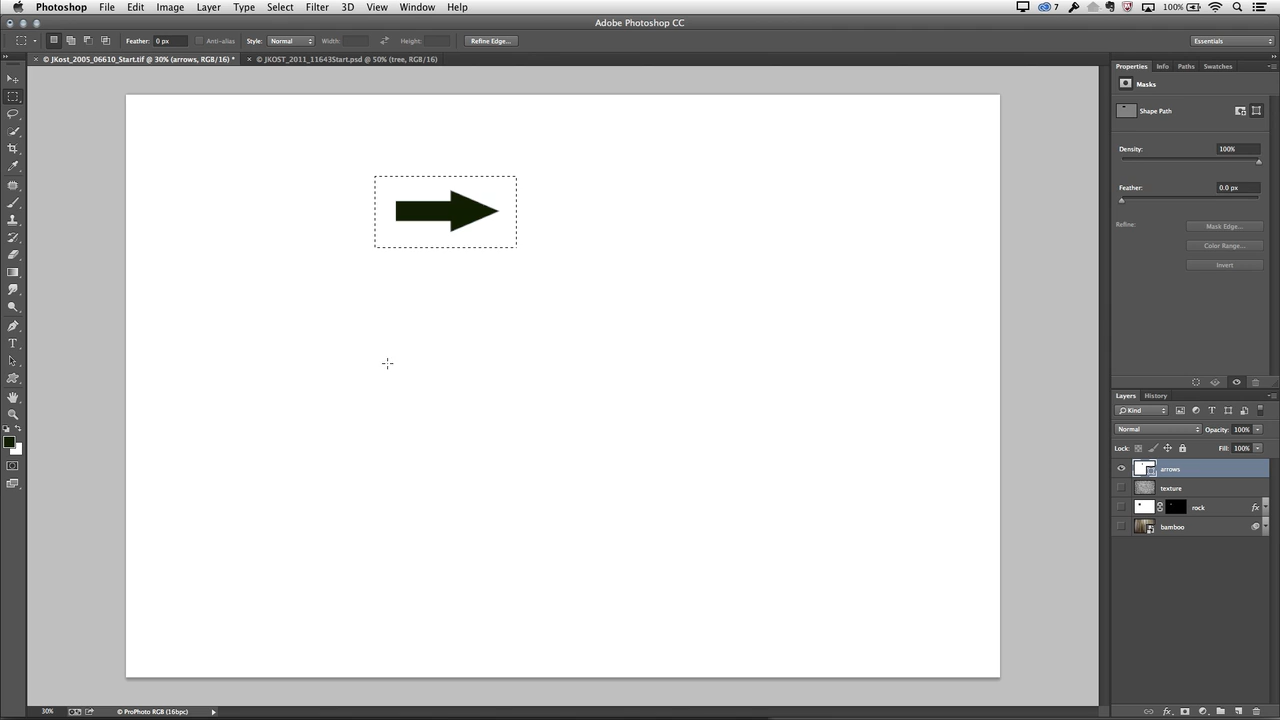 Photoshop File Edit Image Layer Type Select Filter 3D View Window Help 7 100%
Adobe Photoshop CC
Feather: 0 px Anti-alias Style: Normal Width: Height: Refine Edge... Essentials
× © JKost_2005_06610_Start.tif @ 30% (arrows, RGB/16) * × © JKOST_2011_11643Start.psd @ 50% (tree, RGB/16)
Properties Info Paths Swatches
Masks
Shape Path
Density: 100%
Feather: 0.0 px
Refine: Mask Edge...
Color Range...
Invert
Layers History
Kind
Normal Opacity: 100%
Lock: Fill: 100%
arrows
texture
rock fx
bamboo
30% © ProPhoto RGB (16bpc)